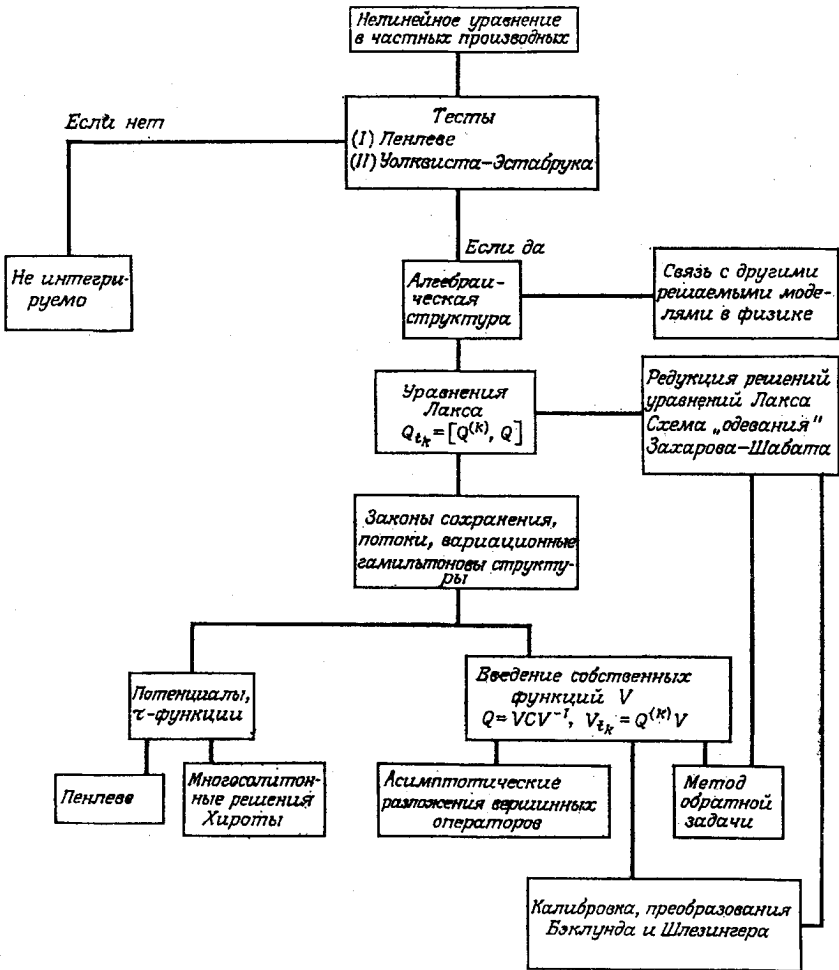 Нелинейное уравнение
в частных производных
Тесты
(I) Пенлеве
(II) Уолквиста–Эстабрука
Если нет
Если да
Не интегри-
руемо
Алгебраи-
ческая
структура
Связь с другими
решаемыми моде-
лями в физике
Уравнения
Лакса
Q_{t_k} = [Q^{(k)}, Q]
Редукция решений
уравнений Лакса
Схема „одевания"
Захарова–Шабата
Законы сохранения,
потоки, вариационные
гамильтоновы структу-
ры
Потенциалы,
τ-функции
Введение собственных
функций V
Q = VCV^{-1}, V_{t_k} = Q^{(k)}V
Пенлеве
Многосолитон-
ные решения
Хироты
Асимптотические
разложения вершинных
операторов
Метод
обратной
задачи
Калибровка, преобразования
Бэклунда и Шлезингера